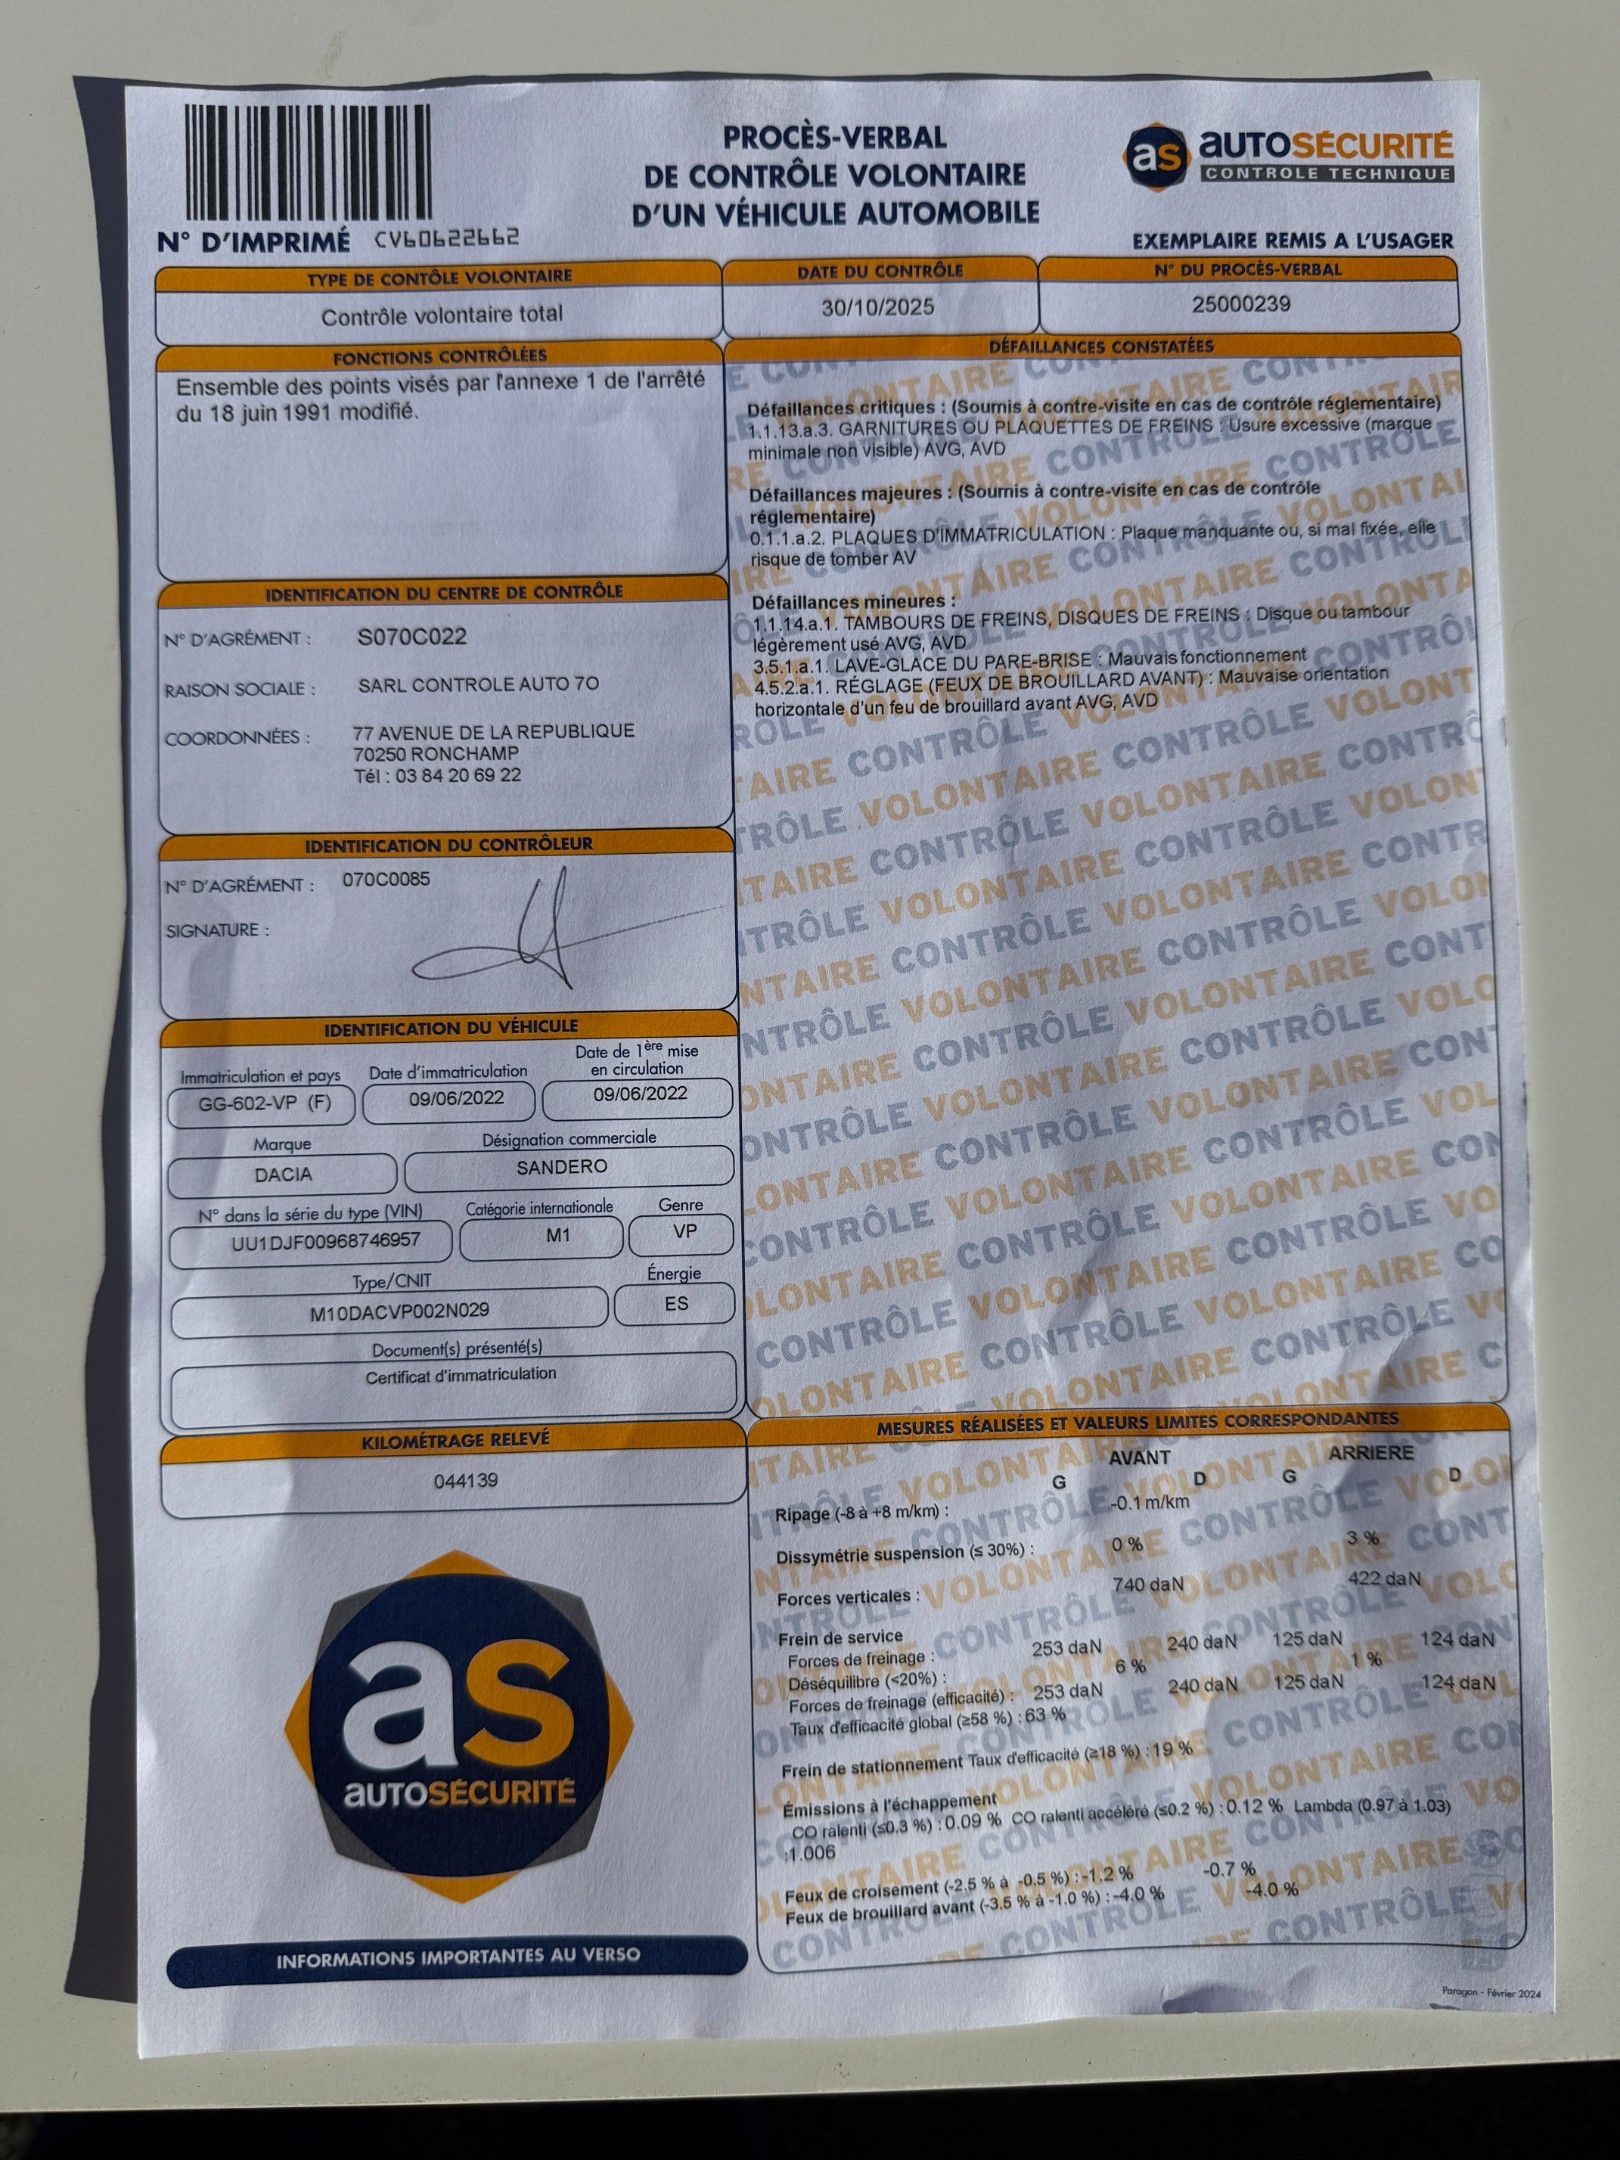 PROCÈS-VERBAL
DE CONTRÔLE VOLONTAIRE
D'UN VÉHICULE AUTOMOBILE
as AUTOSÉCURITÉ
CONTROLE TECHNIQUE
N° D'IMPRIMÉ CV60622662
EXEMPLAIRE REMIS A L'USAGER
TYPE DE CONTÔLE VOLONTAIRE
Contrôle volontaire total
DATE DU CONTRÔLE
30/10/2025
N° DU PROCÈS-VERBAL
25000239
FONCTIONS CONTRÔLÉES
Ensemble des points visés par l'annexe 1 de l'arrêté
du 18 juin 1991 modifié.
IDENTIFICATION DU CENTRE DE CONTRÔLE
N° D'AGRÉMENT : S070C022
RAISON SOCIALE : SARL CONTROLE AUTO 70
COORDONNÉES : 77 AVENUE DE LA REPUBLIQUE
70250 RONCHAMP
Tél : 03 84 20 69 22
IDENTIFICATION DU CONTRÔLEUR
N° D'AGRÉMENT : 070C0085
SIGNATURE :
IDENTIFICATION DU VÉHICULE
Immatriculation et pays
GG-602-VP (F)
Date d'immatriculation
09/06/2022
Date de 1ère mise
en circulation
09/06/2022
Marque
DACIA
Désignation commerciale
SANDERO
N° dans la série du type (VIN)
UU1DJF00968746957
Catégorie internationale
M1
Genre
VP
Type/CNIT
M10DACVP002N029
Énergie
ES
Document(s) présenté(s)
Certificat d'immatriculation
KILOMÉTRAGE RELEVÉ
044139
as
AUTOSÉCURITÉ
INFORMATIONS IMPORTANTES AU VERSO
DÉFAILLANCES CONSTATÉES
Défaillances critiques : (Soumis à contre-visite en cas de contrôle réglementaire)
1.1.13.a.3. GARNITURES OU PLAQUETTES DE FREINS : Usure excessive (marque
minimale non visible) AVG, AVD
Défaillances majeures : (Soumis à contre-visite en cas de contrôle
réglementaire)
0.1.1.a.2. PLAQUES D'IMMATRICULATION : Plaque manquante ou, si mal fixée, elle
risque de tomber AV
Défaillances mineures :
1.1.14.a.1. TAMBOURS DE FREINS, DISQUES DE FREINS : Disque ou tambour
légèrement usé AVG, AVD
3.5.1.a.1. LAVE-GLACE DU PARE-BRISE : Mauvais fonctionnement
4.5.2.a.1. RÉGLAGE (FEUX DE BROUILLARD AVANT) : Mauvaise orientation
horizontale d'un feu de brouillard avant AVG, AVD
MESURES RÉALISÉES ET VALEURS LIMITES CORRESPONDANTES
AVANT ARRIERE
G D G D
Ripage (-8 à +8 m/km) : -0.1 m/km
Dissymétrie suspension (≤ 30%) : 0 % 3 %
Forces verticales : 740 daN 422 daN
Frein de service
Forces de freinage : 253 daN 240 daN 125 daN 124 daN
Déséquilibre (<20%) : 6 % 1 %
Forces de freinage (efficacité) : 253 daN 240 daN 125 daN 124 daN
Taux d'efficacité global (≥58 %) : 63 %
Frein de stationnement Taux d'efficacité (≥18 %) : 19 %
Émissions à l'échappement
CO ralenti (≤0.3 %) : 0.09 % CO ralenti accéléré (≤0.2 %) : 0.12 % Lambda (0.97 à 1.03)
:1.006
Feux de croisement (-2.5 % à -0.5 %) : -1.2 % -0.7 %
Feux de brouillard avant (-3.5 % à -1.0 %) : -4.0 % -4.0 %
Paragon - Février 2024